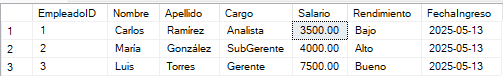 EmpleadoID Nombre Apellido Cargo Salario Rendimiento FechaIngreso
1 1 Carlos Ramírez Analista 3500.00 Bajo 2025-05-13
2 2 María González SubGerente 4000.00 Alto 2025-05-13
3 3 Luis Torres Gerente 7500.00 Bueno 2025-05-13